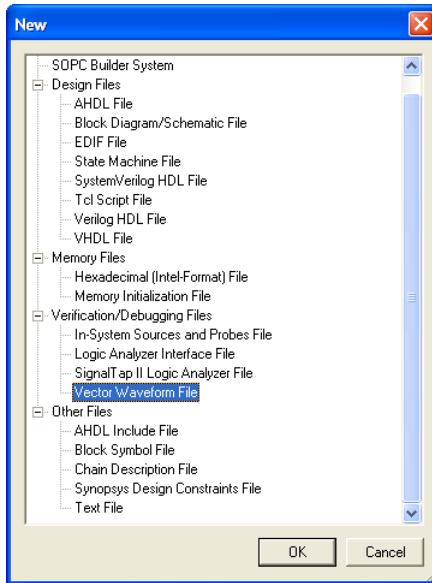 New
SOPC Builder System
Design Files
AHDL File
Block Diagram/Schematic File
EDIF File
State Machine File
SystemVerilog HDL File
Tcl Script File
Verilog HDL File
VHDL File
Memory Files
Hexadecimal (Intel-Format) File
Memory Initialization File
Verification/Debugging Files
In-System Sources and Probes File
Logic Analyzer Interface File
SignalTap II Logic Analyzer File
Vector Waveform File
Other Files
AHDL Include File
Block Symbol File
Chain Description File
Synopsys Design Constraints File
Text File
OK Cancel